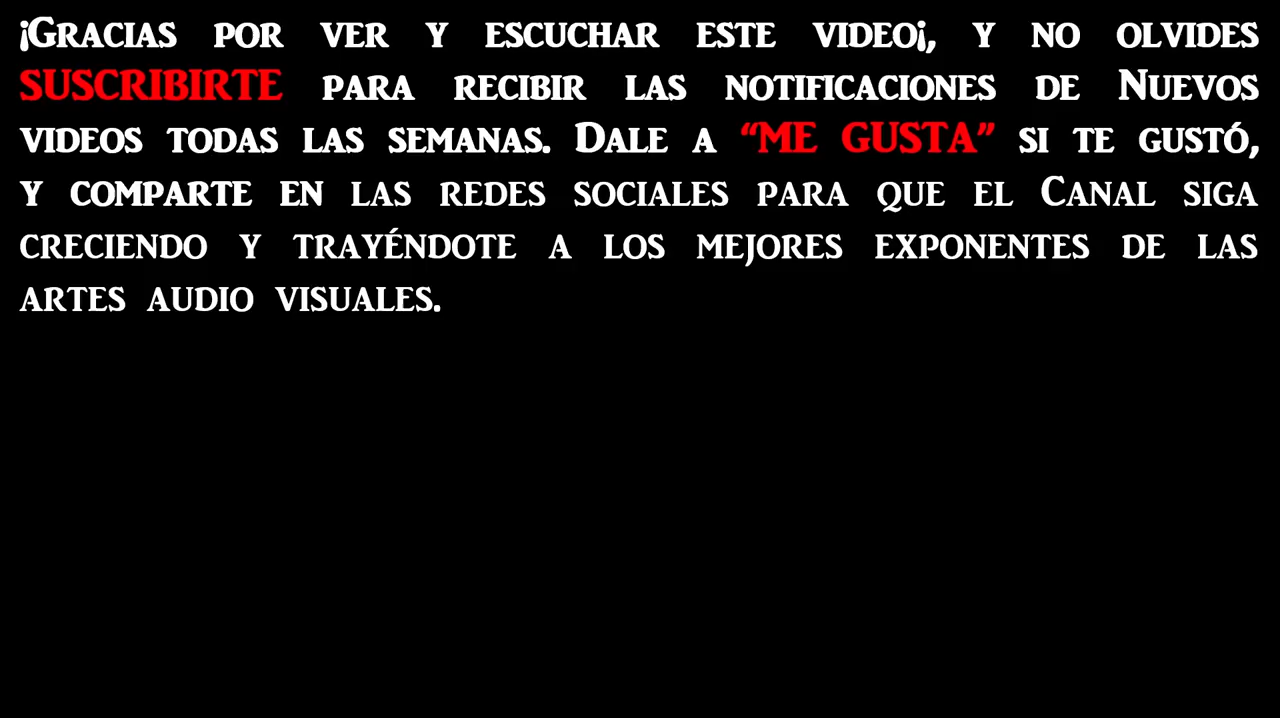 ¡Gracias por ver y escuchar este video¡, y no olvides
SUSCRIBIRTE para recibir las notificaciones de Nuevos
videos todas las semanas. Dale a “ME GUSTA” si te gustó,
y comparte en las redes sociales para que el Canal siga
creciendo y trayéndote a los mejores exponentes de las
artes audio visuales.